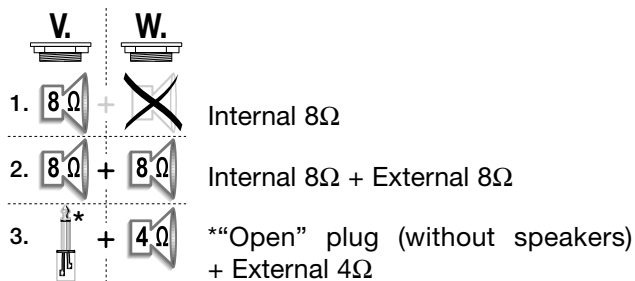 V. W.
1. 8Ω + Internal 8Ω
2. 8Ω + 8Ω Internal 8Ω + External 8Ω
3. * + 4Ω *“Open” plug (without speakers)
+ External 4Ω